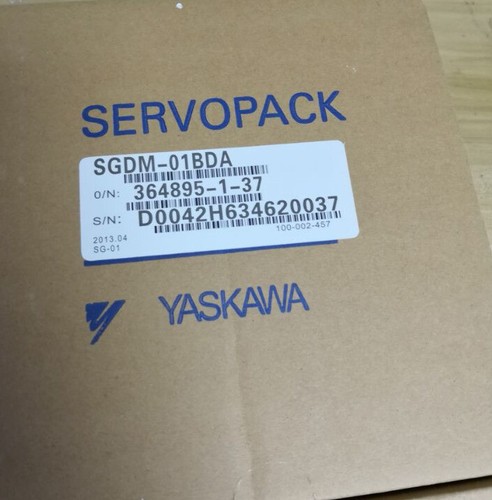 SERVOPACK
SGDM-01BDA
O/N: 364895-1-37
S/N: D0042H634620037
2013.04 100-002-457
SG-01
YASKAWA